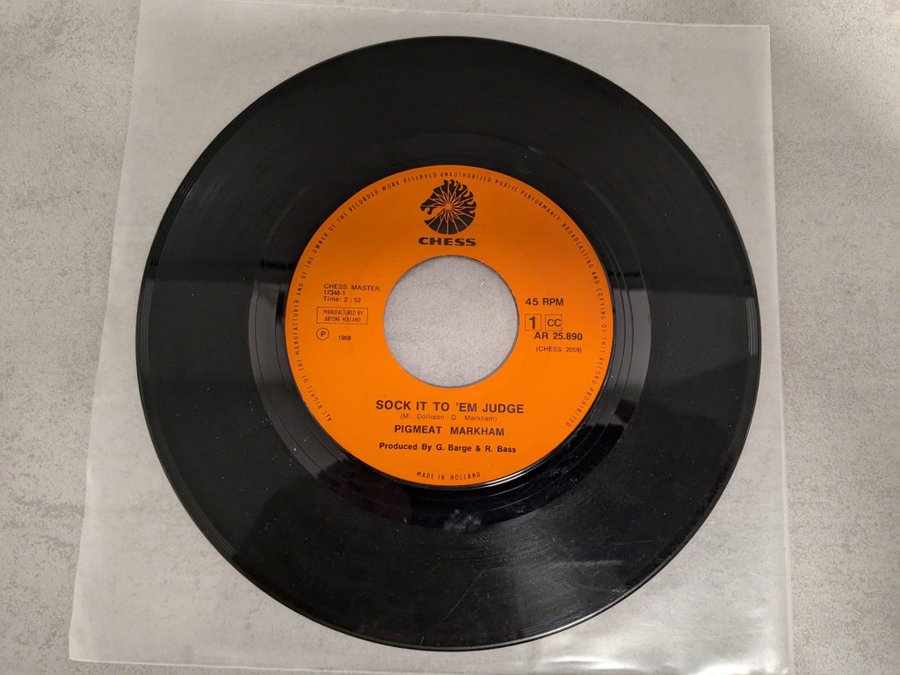 ALL RIGHTS OF THE MANUFACTURER AND OF THE OWNER OF THE RECORDED WORK RESERVED UNAUTHORIZED PUBLIC PERFORMANCE BROADCASTING AND COPYING OF THIS RECORD PROHIBITED
CHESS
CHESS MASTER
17348-1
Time: 2 : 52
MANUFACTURED BY
ARTONE HOLLAND
P 1968
45 RPM
1 CC
AR 25.890
(CHESS 2059)
SOCK IT TO 'EM JUDGE
(M. Dollison - D. Markham)
PIGMEAT MARKHAM
Produced By G. Barge & R. Bass
MADE IN HOLLAND